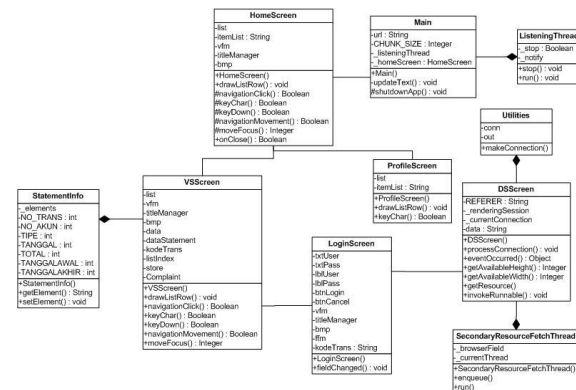 HomeScreen
-list
-itemList : String
-vfm
-titleManager
-bmp
+HomeScreen()
+drawListRow() : void
#navigationClick() : Boolean
#keyChar() : Boolean
#keyDown() : Boolean
#navigationMovement() : Boolean
#moveFocus() : Integer
+onClose() : Boolean
Main
-url : String
-CHUNK_SIZE : Integer
-_listeningThread
-_homeScreen : HomeScreen
+Main()
-updateText() : void
#shutdownApp() : void
ListeningThread
-_stop : Boolean
-_notify
+stop() : void
+run() : void
Utilities
-conn
-out
+makeConnection()
ProfileScreen
-list
-itemList : String
+ProfileScreen()
+drawListRow() : void
+keyChar() : Boolean
StatementInfo
-_elements
-NO_TRANS : int
-NO_AKUN : int
-TIPE : int
-TANGGAL : int
-TOTAL : int
-TANGGALAWAL : int
-TANGGALAKHIR : int
+StatementInfo()
+getElement() : String
+setElement() : void
VSScreen
-list
-vfm
-titleManager
-bmp
-data
-dataStatement
-kodeTrans
-listIndex
-store
-Complaint
+VSScreen()
+drawListRow() : void
+navigationClick() : Boolean
+keyChar() : Boolean
+keyDown() : Boolean
+navigationMovement() : Boolean
+moveFocus() : Integer
LoginScreen
-txtUser
-txtPass
-lblUser
-lblPass
-btnLogin
-btnCancel
-vfm
-titleManager
-bmp
-ffm
-kodeTrans : String
+LoginScreen()
+fieldChanged() : void
DSScreen
-REFERER : String
-_renderingSession
-_currentConnection
-data : String
+DSScreen()
+processConnection() : void
+eventOccurred() : Object
+getAvailableHeight() : Integer
+getAvailableWidth() : Integer
+getResource()
+invokeRunnable() : void
SecondaryResourceFetchThread
-_browserField
-_currentThread
+SecondaryResourceFetchThread()
+enqueue()
+run()